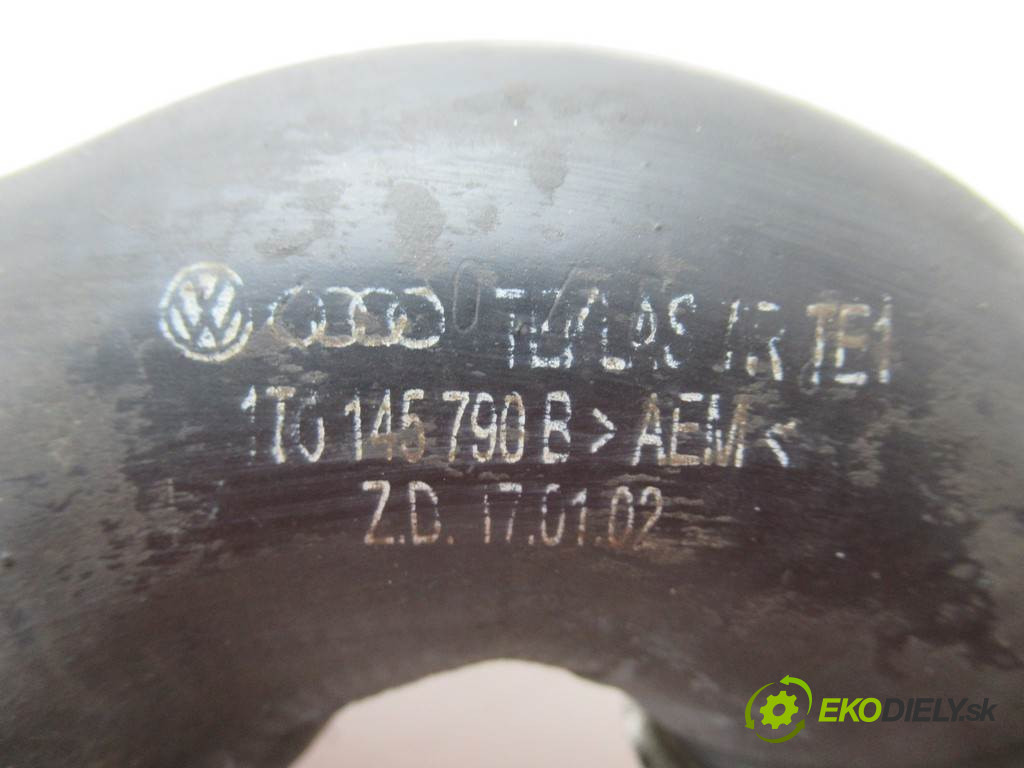 1T0 145 790 B > AEM <
Z.D. 17.01.02
EKODIELY.sk